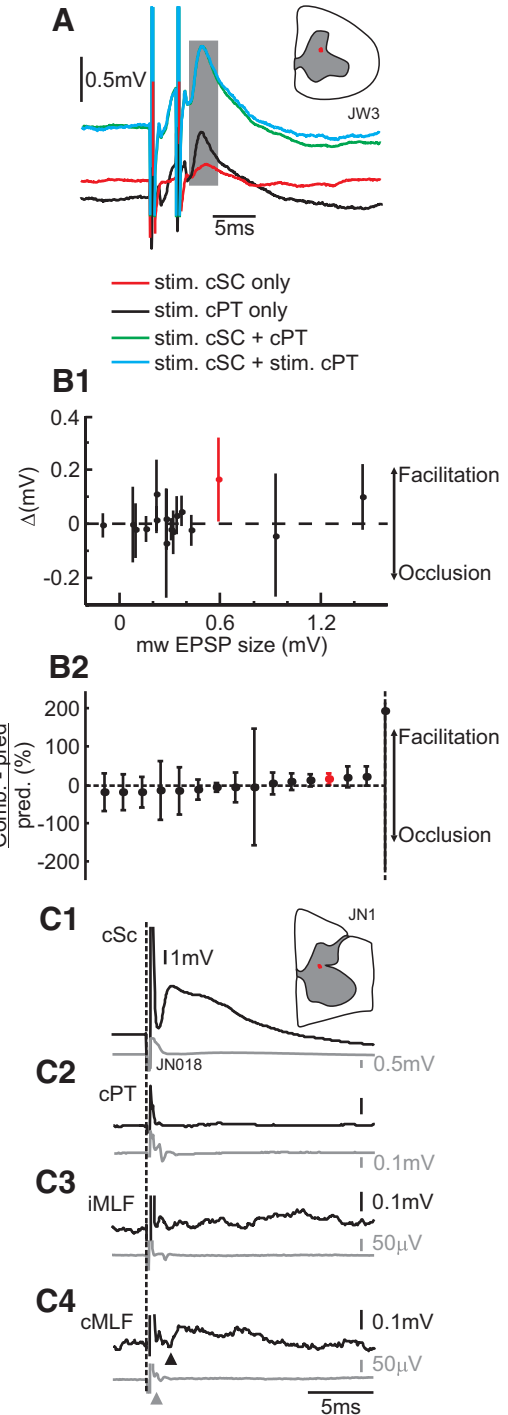 A
0.5mV
JW3
5ms
stim. cSC only
stim. cPT only
stim. cSC + cPT
stim. cSC + stim. cPT
B1
0.4
0.2
0
-0.2
Δ(mV)
Facilitation
Occlusion
0 0.6 1.2
mw EPSP size (mV)
B2
200
100
0
-100
-200
Comb. - pred
pred. (%)
Facilitation
Occlusion
C1
cSc
1mV
JN1
JN018
0.5mV
C2
cPT
0.1mV
C3
iMLF
0.1mV
50µV
C4
cMLF
0.1mV
50µV
5ms